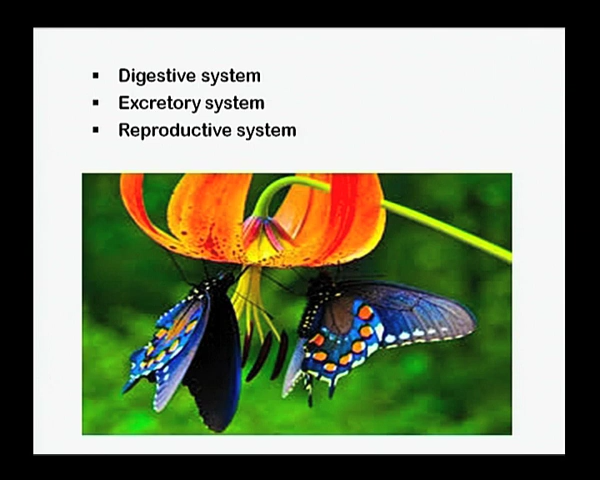 ▪ Digestive system
▪ Excretory system
▪ Reproductive system